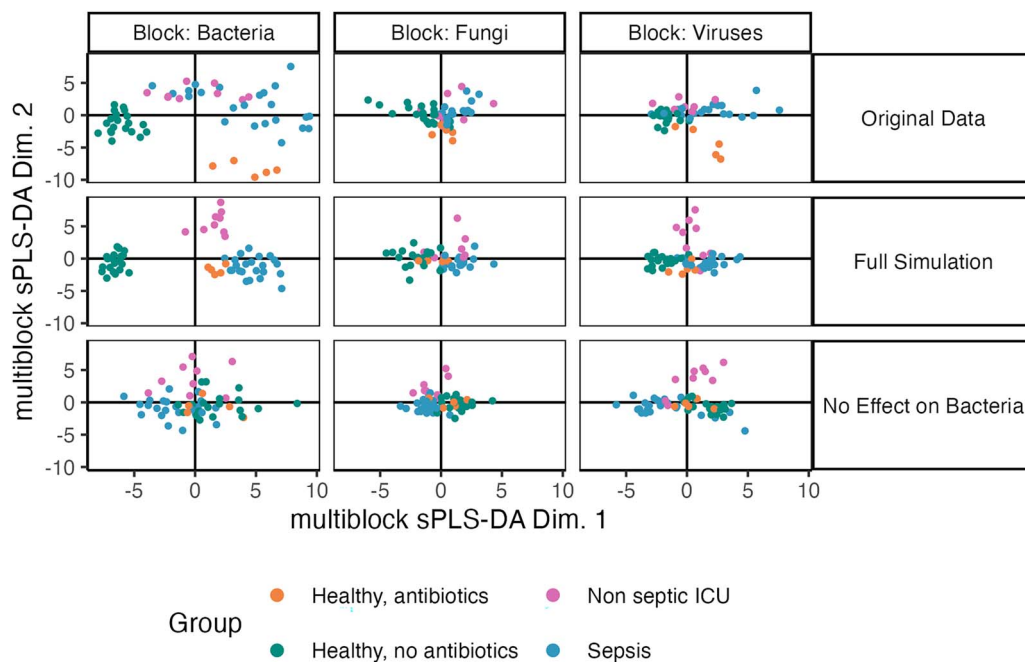 Block: Bacteria Block: Fungi Block: Viruses
multiblock sPLS-DA Dim. 2
5
0
-5
-10
Original Data
5
0
-5
-10
Full Simulation
5
0
-5
-10
No Effect on Bacteria
-5 0 5 10 -5 0 5 10 -5 0 5 10
multiblock sPLS-DA Dim. 1
Group
Healthy, antibiotics Non septic ICU
Healthy, no antibiotics Sepsis